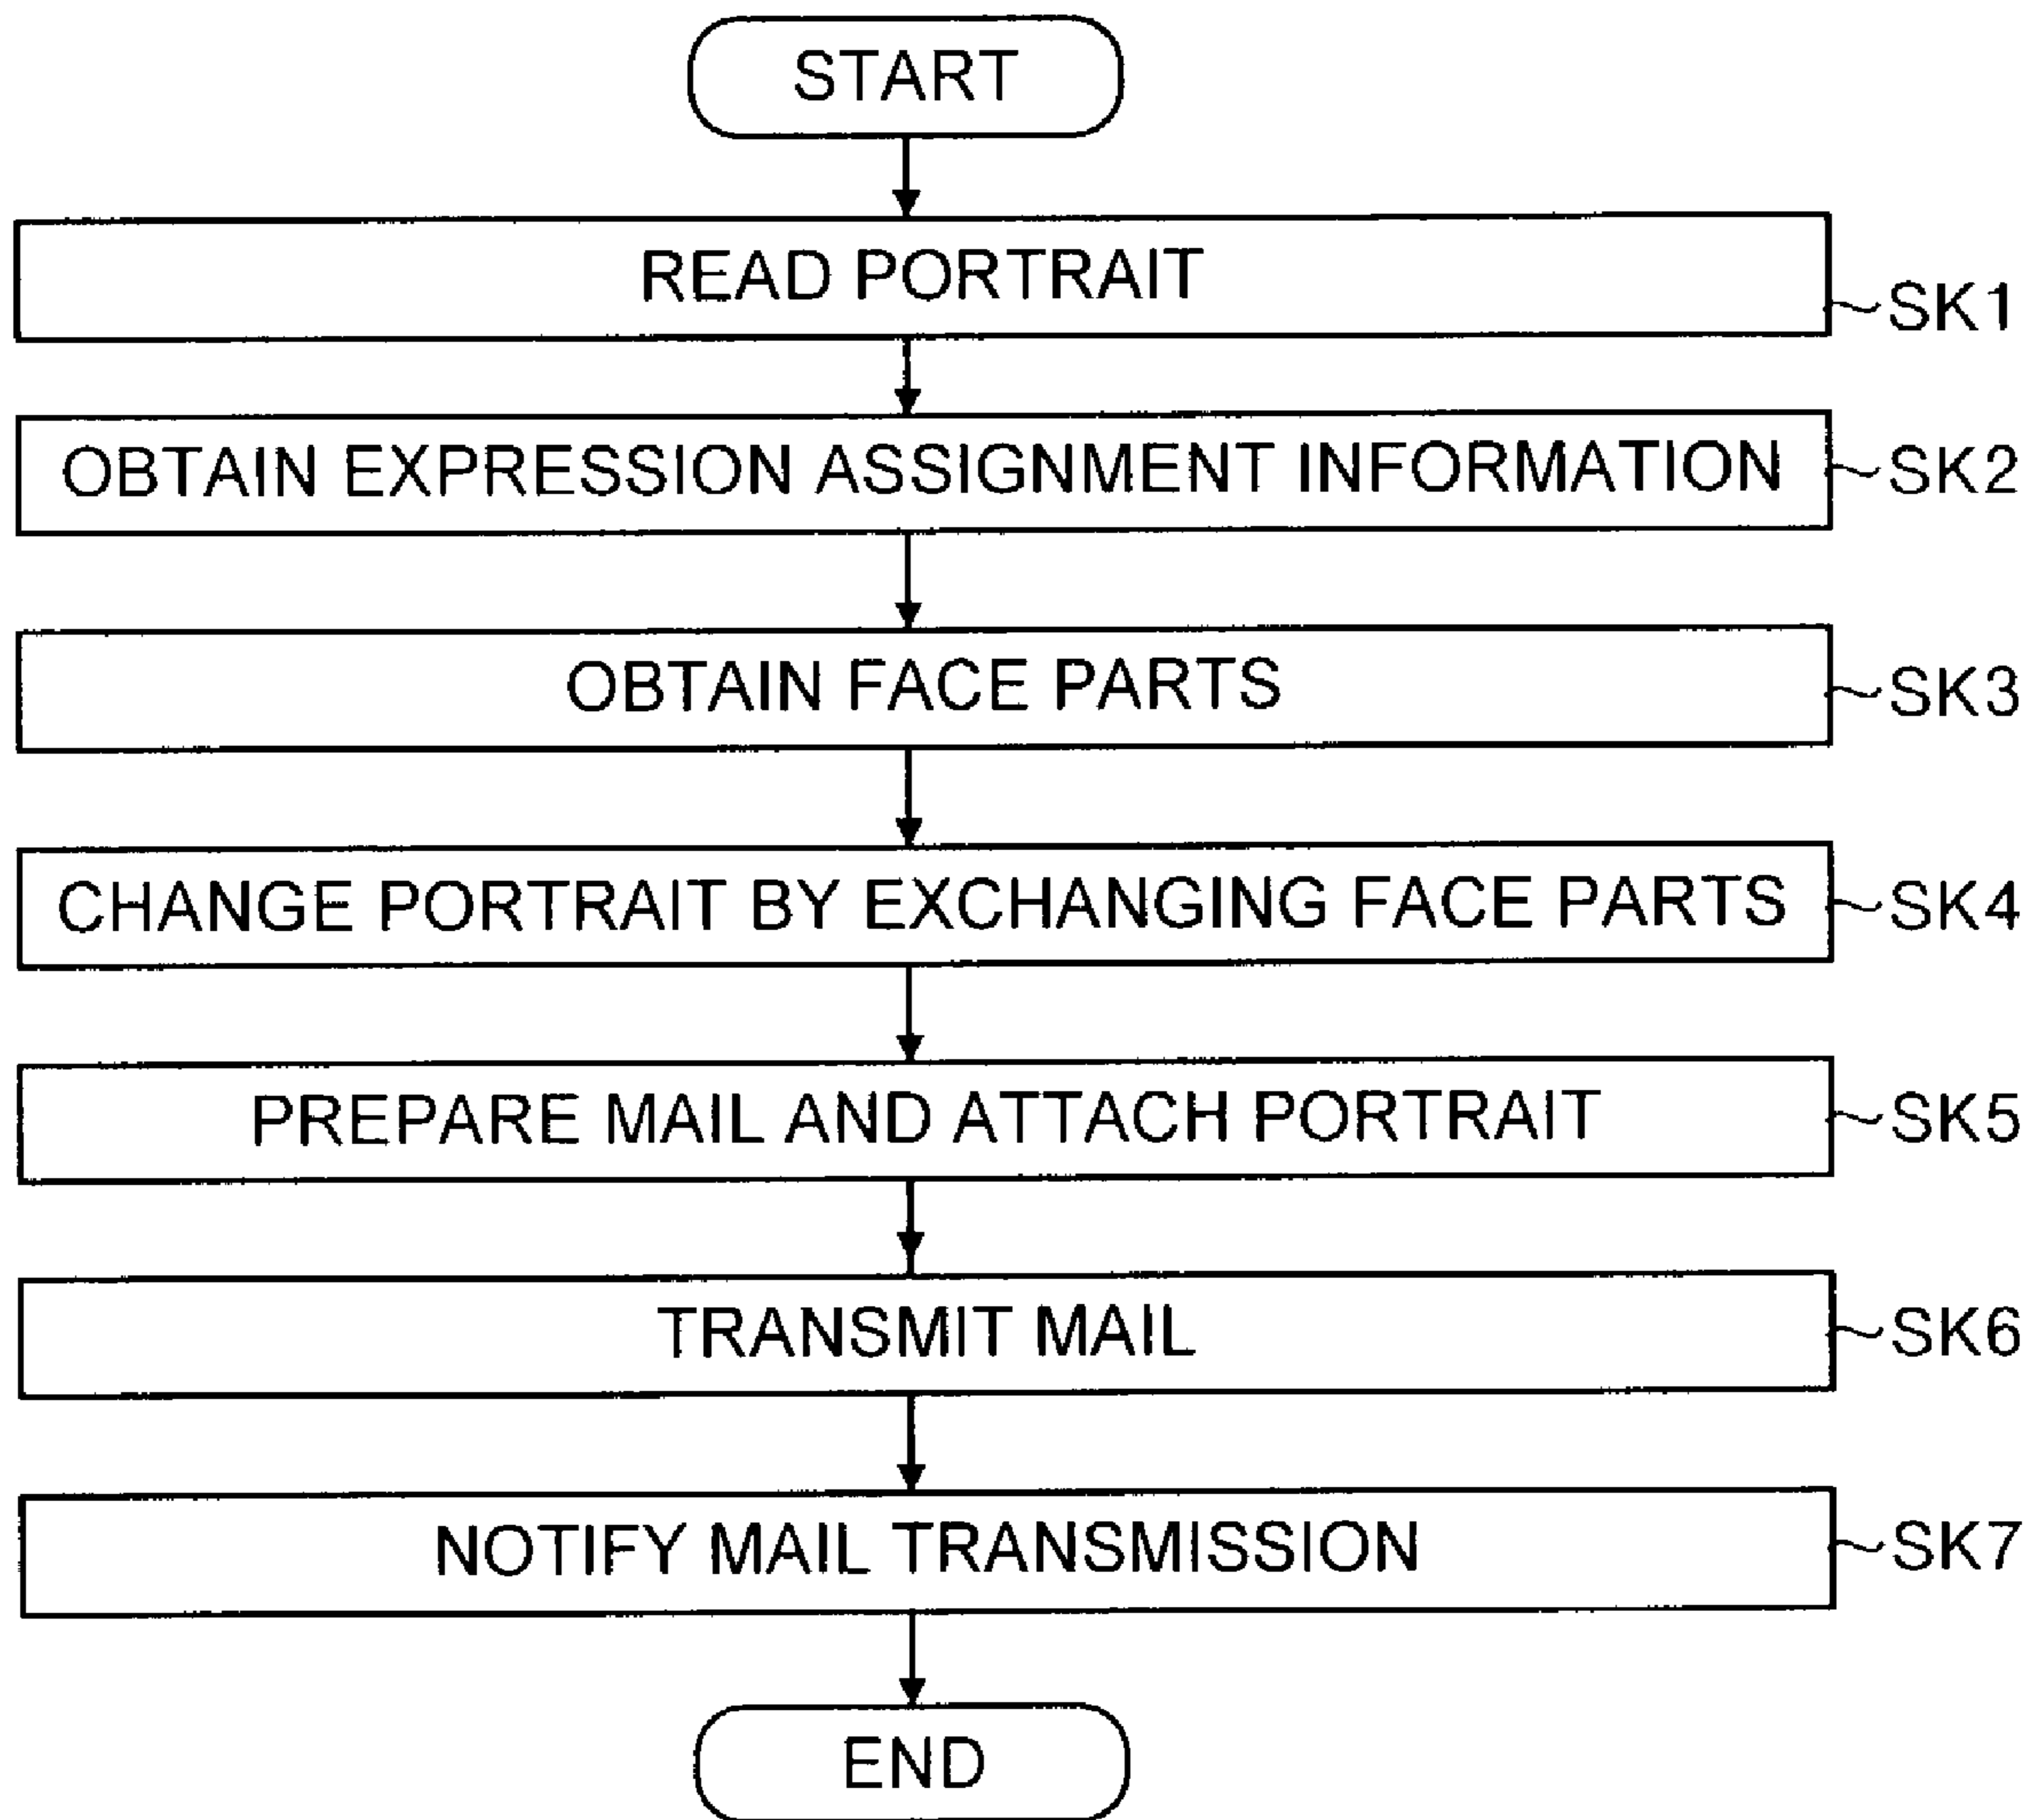 START
READ PORTRAIT
SK1
OBTAIN EXPRESSION ASSIGNMENT INFORMATION
SK2
OBTAIN FACE PARTS
SK3
CHANGE PORTRAIT BY EXCHANGING FACE PARTS
SK4
PREPARE MAIL AND ATTACH PORTRAIT
SK5
TRANSMIT MAIL
SK6
NOTIFY MAIL TRANSMISSION
SK7
END